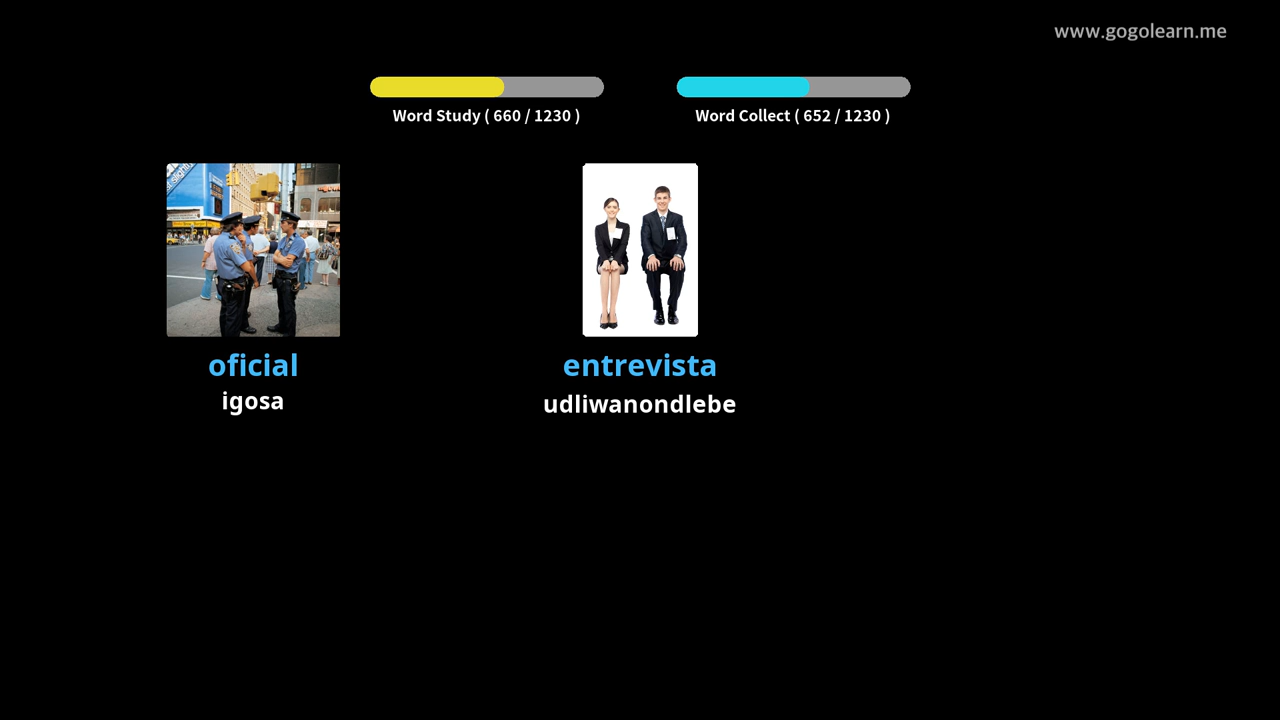 www.gogolearn.me
Word Study ( 660 / 1230 )
Word Collect ( 652 / 1230 )
oficial
igosa
entrevista
udliwanondlebe